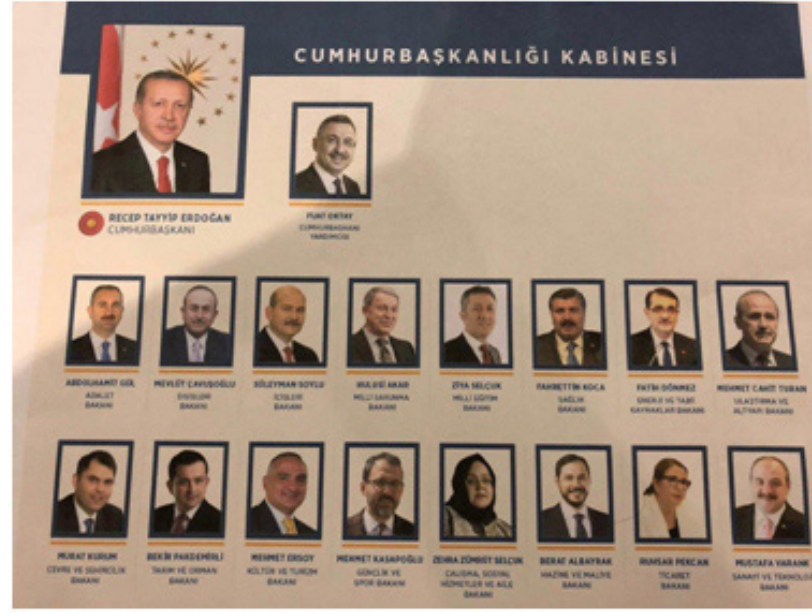 CUMHURBAŞKANLIĞI KABİNESİ
RECEP TAYYİP ERDOĞAN
CUMHURBAŞKANI
FUAT OKTAY
CUMHURBAŞKANI
YARDIMCISI
ABDULHAMİT GÜL
ADALET
BAKANI
MEVLÜT ÇAVUŞOĞLU
DIŞİŞLERİ
BAKANI
SÜLEYMAN SOYLU
İÇİŞLERİ
BAKANI
HULUSİ AKAR
MİLLİ SAVUNMA
BAKANI
ZİYA SELÇUK
MİLLİ EĞİTİM
BAKANI
FAHRETTİN KOCA
SAĞLIK
BAKANI
FATİH DÖNMEZ
ENERJİ VE TABİİ
KAYNAKLAR BAKANI
MEHMET CAHİT TURAN
ULAŞTIRMA VE
ALTYAPI BAKANI
MURAT KURUM
ÇEVRE VE ŞEHİRCİLİK
BAKANI
BEKİR PAKDEMİRLİ
TARIM VE ORMAN
BAKANI
MEHMET ERSOY
KÜLTÜR VE TURİZM
BAKANI
MEHMET KASAPOĞLU
GENÇLİK VE
SPOR BAKANI
ZEHRA ZÜMRÜT SELÇUK
ÇALIŞMA, SOSYAL
HİZMETLER VE AİLE
BAKANI
BERAT ALBAYRAK
HAZİNE VE MALİYE
BAKANI
RUHSAR PEKCAN
TİCARET
BAKANI
MUSTAFA VARANK
SANAYİ VE TEKNOLOJİ
BAKANI